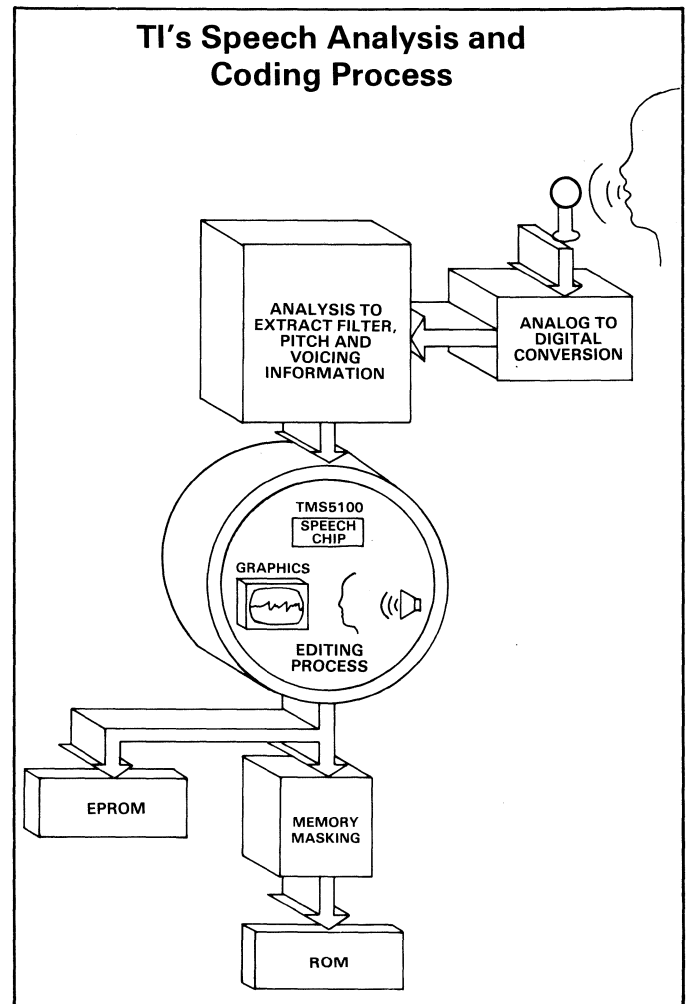 TI's Speech Analysis and
Coding Process
ANALYSIS TO
EXTRACT FILTER,
PITCH AND
VOICING
INFORMATION
ANALOG TO
DIGITAL
CONVERSION
TMS5100
SPEECH
CHIP
GRAPHICS
EDITING
PROCESS
EPROM
MEMORY
MASKING
ROM